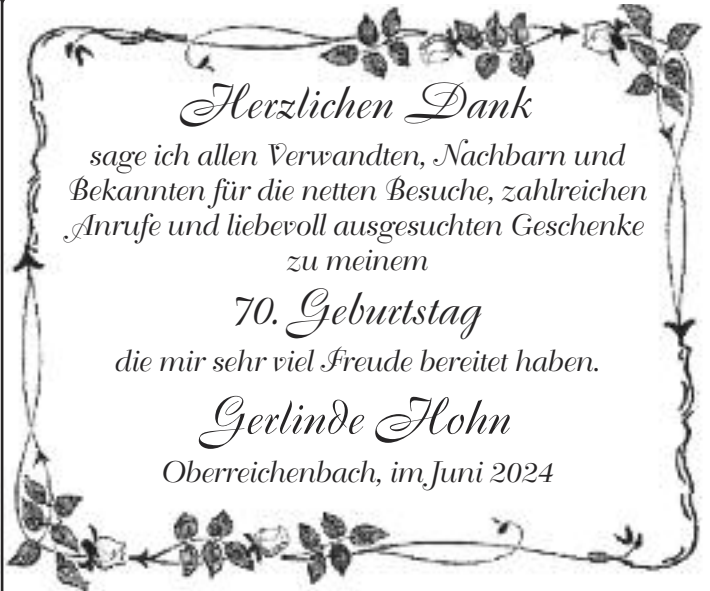 Herzlichen Dank
sage ich allen Verwandten, Nachbarn und
Bekannten für die netten Besuche, zahlreichen
Anrufe und liebevoll ausgesuchten Geschenke
zu meinem
70. Geburtstag
die mir sehr viel Freude bereitet haben.
Gerlinde Hohn
Oberreichenbach, im Juni 2024